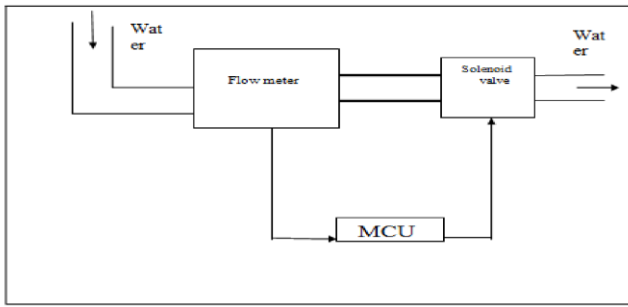 Wat
er
Flow meter
Solenoid
valve
Wat
er
MCU